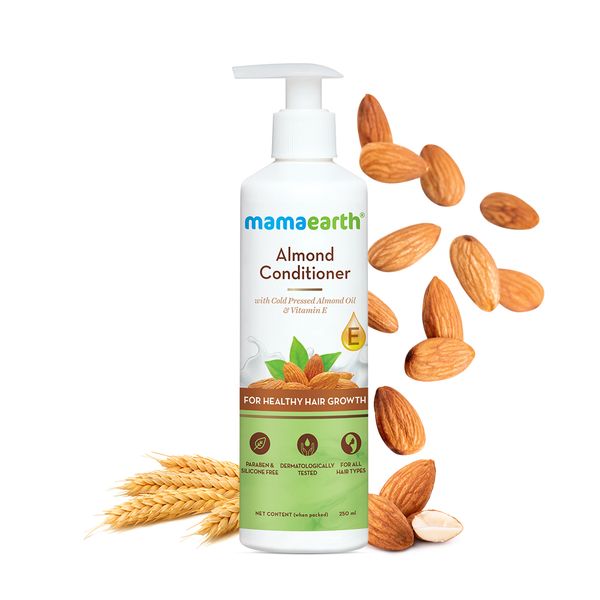 mamaearth®
Almond
Conditioner
with Cold Pressed Almond Oil
& Vitamin E
E
FOR HEALTHY HAIR GROWTH
PARABEN &
SILICONE FREE
DERMATOLOGICALLY
TESTED
FOR ALL
HAIR TYPES
NET CONTENT (when packed) 250 ml